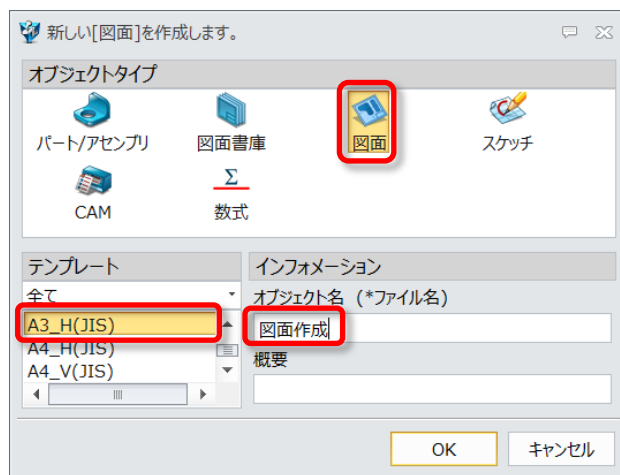 新しい[図面]を作成します。
オブジェクトタイプ
パート/アセンブリ 図面書庫 図面 スケッチ
CAM 数式
テンプレート
全て
A3_H(JIS)
A4_H(JIS)
A4_V(JIS)
インフォメーション
オブジェクト名 (*ファイル名)
図面作成
概要
OK キャンセル